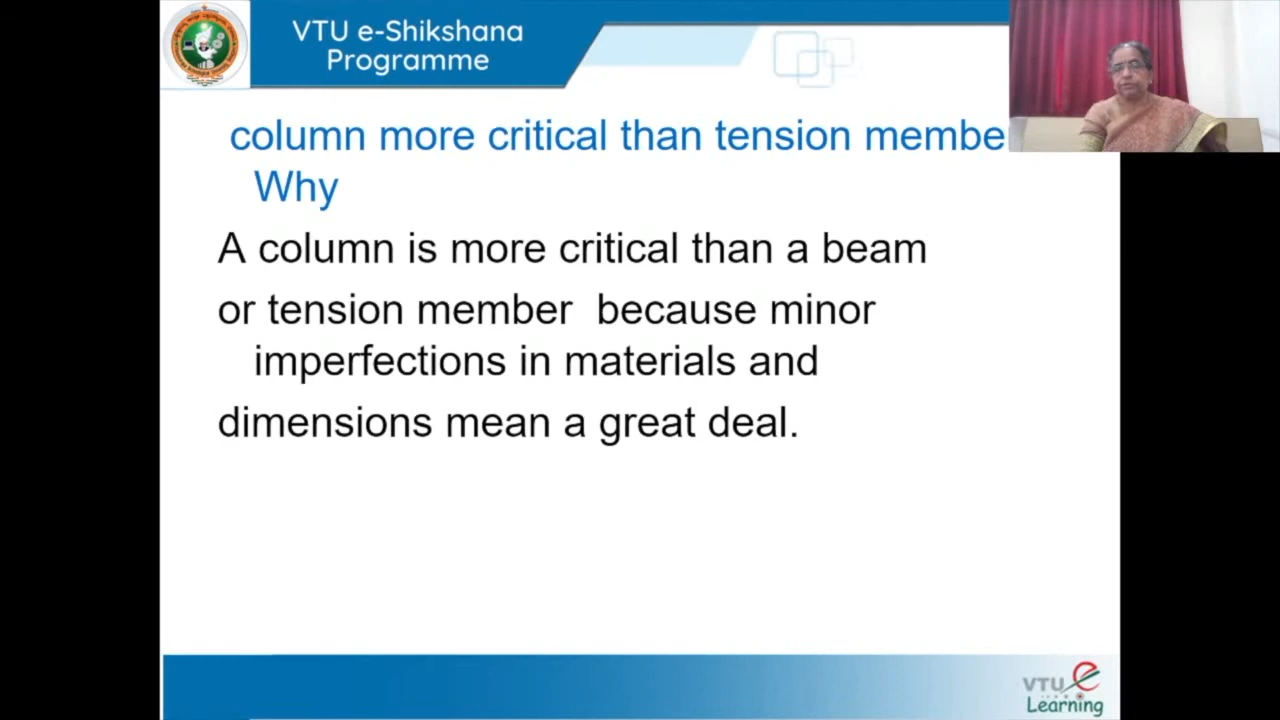 VTU e-Shikshana
Programme
column more critical than tension membe
Why
A column is more critical than a beam
or tension member because minor
imperfections in materials and
dimensions mean a great deal.
VTU e
Learning